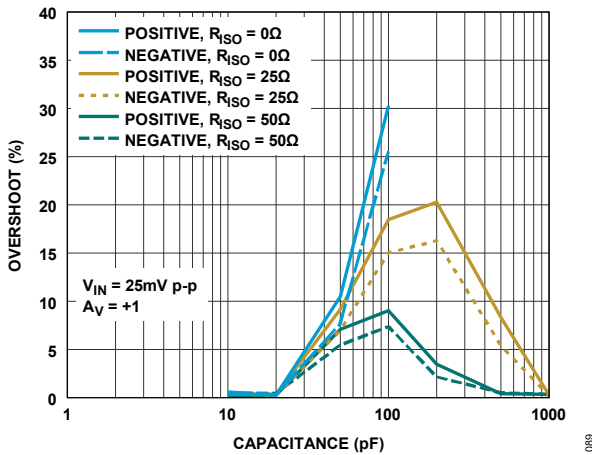 40
35
30
25
20
15
10
5
0
OVERSHOOT (%)
POSITIVE, RISO = 0Ω
NEGATIVE, RISO = 0Ω
POSITIVE, RISO = 25Ω
NEGATIVE, RISO = 25Ω
POSITIVE, RISO = 50Ω
NEGATIVE, RISO = 50Ω
VIN = 25mV p-p
AV = +1
1
10
100
1000
CAPACITANCE (pF)
089